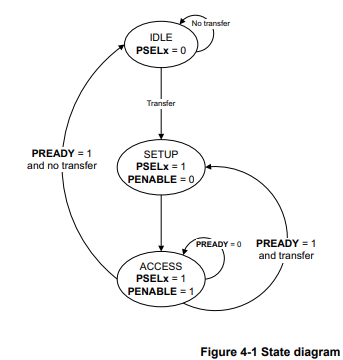 No transfer
IDLE
PSELx = 0
Transfer
SETUP
PSELx = 1
PENABLE = 0
PREADY = 1
and no transfer
PREADY = 0
PREADY = 1
and transfer
ACCESS
PSELx = 1
PENABLE = 1
Figure 4-1 State diagram